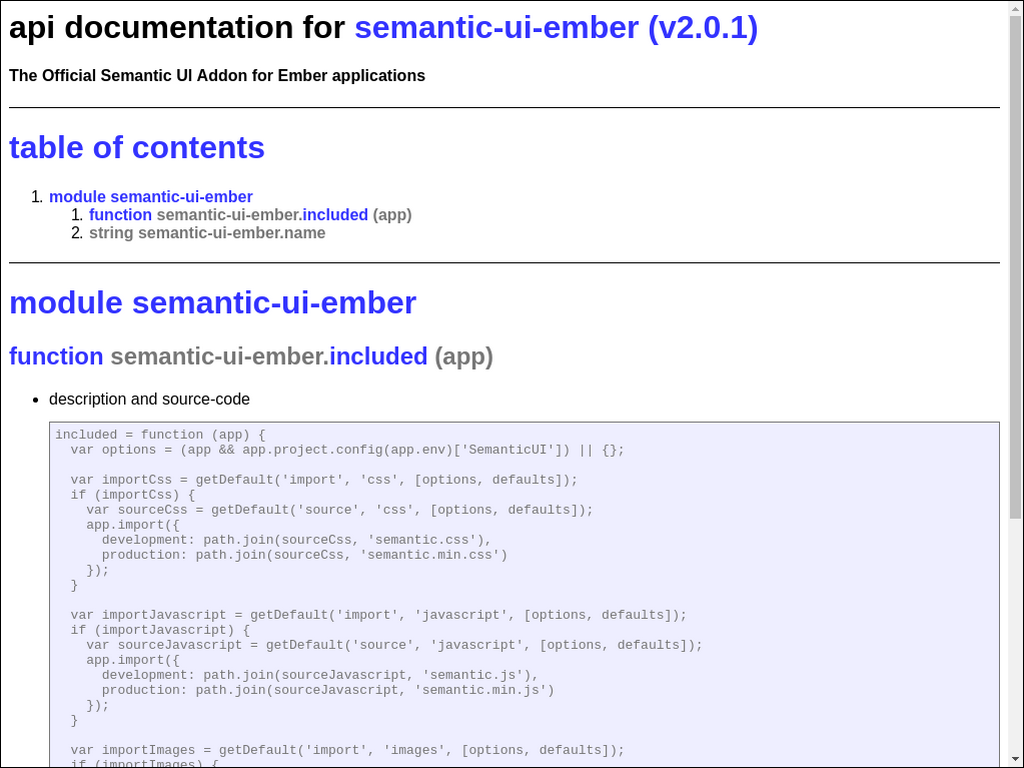 api documentation for semantic-ui-ember (v2.0.1)
The Official Semantic UI Addon for Ember applications
table of contents
1. module semantic-ui-ember
1. function semantic-ui-ember.included (app)
2. string semantic-ui-ember.name
module semantic-ui-ember
function semantic-ui-ember.included (app)
• description and source-code
included = function (app) {
  var options = (app && app.project.config(app.env)['SemanticUI']) || {};

  var importCss = getDefault('import', 'css', [options, defaults]);
  if (importCss) {
    var sourceCss = getDefault('source', 'css', [options, defaults]);
    app.import({
      development: path.join(sourceCss, 'semantic.css'),
      production: path.join(sourceCss, 'semantic.min.css')
    });
  }

  var importJavascript = getDefault('import', 'javascript', [options, defaults]);
  if (importJavascript) {
    var sourceJavascript = getDefault('source', 'javascript', [options, defaults]);
    app.import({
      development: path.join(sourceJavascript, 'semantic.js'),
      production: path.join(sourceJavascript, 'semantic.min.js')
    });
  }

  var importImages = getDefault('import', 'images', [options, defaults]);
  if (importImages) {